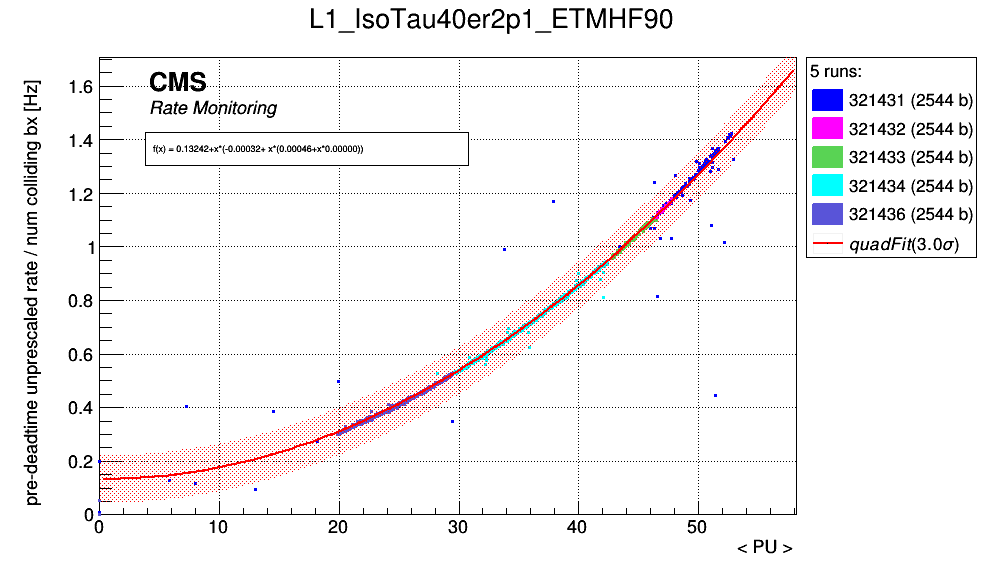 L1_IsoTau40er2p1_ETMHF90
pre-deadtime unprescaled rate / num colliding bx [Hz]
CMS
Rate Monitoring
f(x) = 0.13242+x*(-0.00032+ x*(0.00046+x*0.00000))
1.6
1.4
1.2
1
0.8
0.6
0.4
0.2
0
0 10 20 30 40 50
< PU >
5 runs:
321431 (2544 b)
321432 (2544 b)
321433 (2544 b)
321434 (2544 b)
321436 (2544 b)
quadFit(3.0σ)